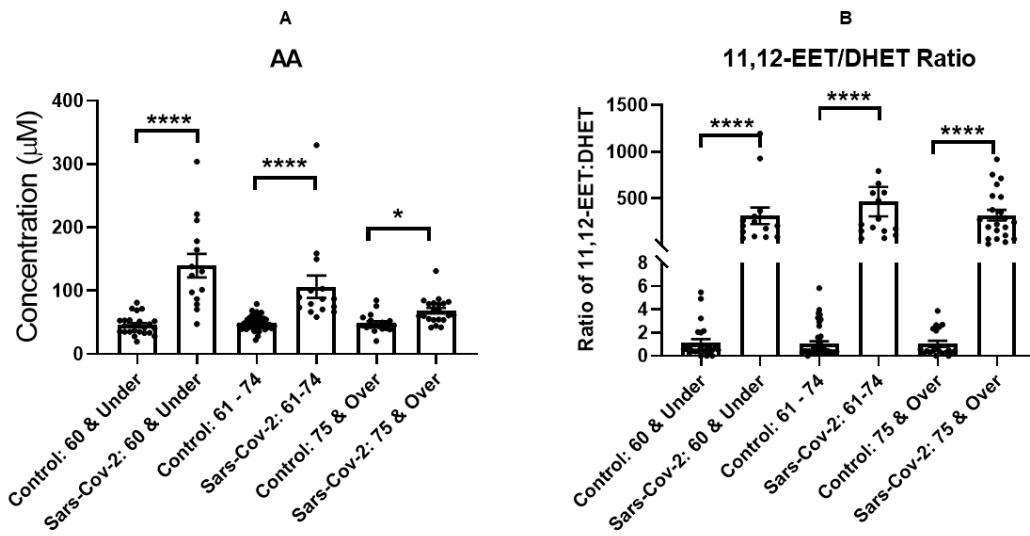 A
AA
Concentration (μM)
400
300
200
100
0
****
****
*
Control: 60 & Under
Sars-Cov-2: 60 & Under
Control: 61 - 74
Sars-Cov-2: 61-74
Control: 75 & Over
Sars-Cov-2: 75 & Over
B
11,12-EET/DHET Ratio
Ratio of 11,12-EET:DHET
1500
1000
500
8
6
4
2
0
****
****
****
Control: 60 & Under
Sars-Cov-2: 60 & Under
Control: 61 - 74
Sars-Cov-2: 61-74
Control: 75 & Over
Sars-Cov-2: 75 & Over